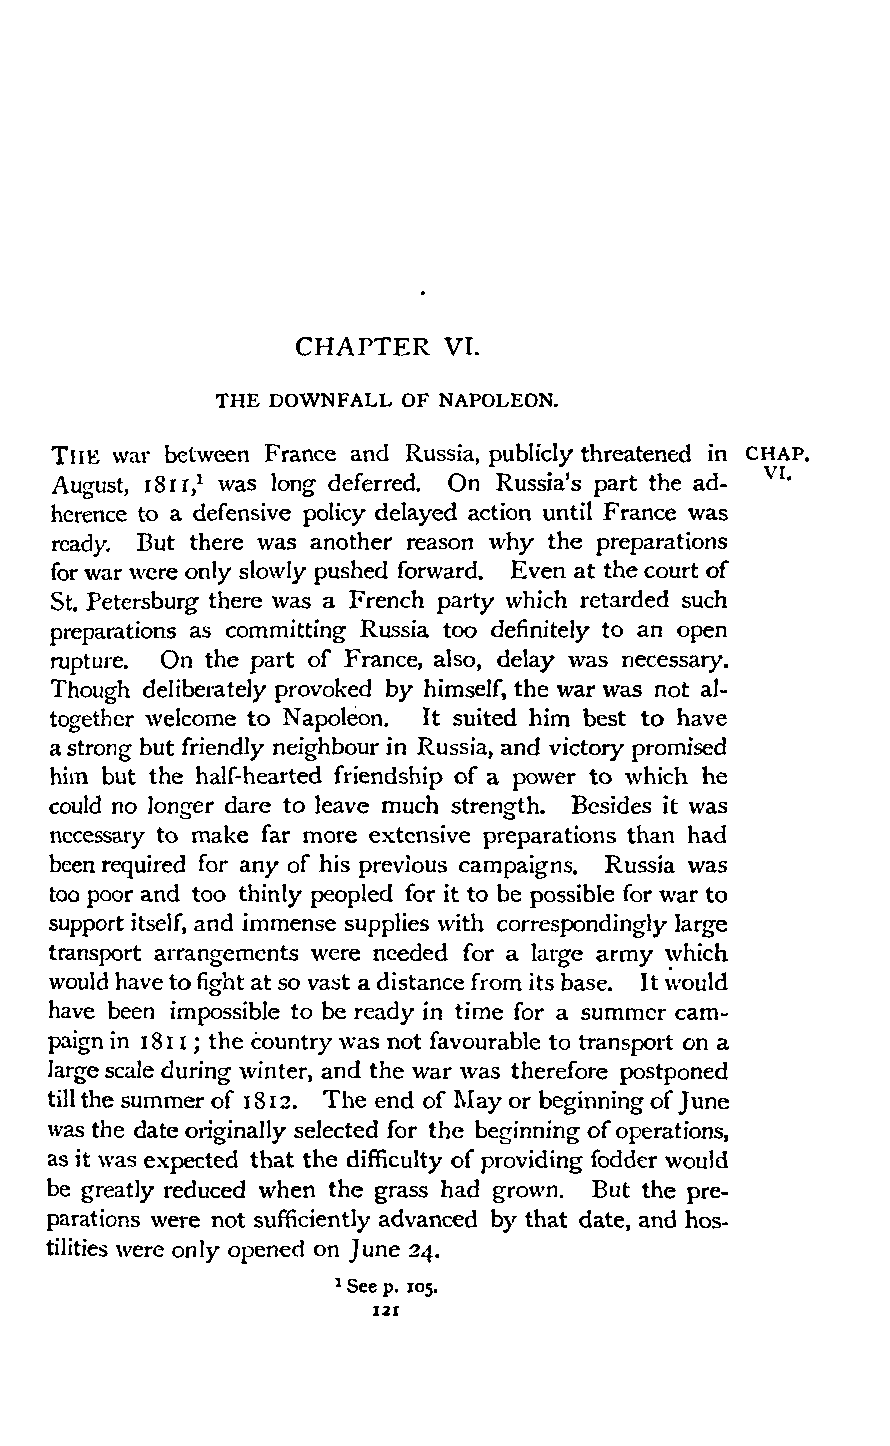 CHAPTER VI.
THE DOWNFALL OF NAPOLEON.
THE war between France and Russia, publicly threatened in
CHAP. VI.
August, 1811,¹ was long deferred. On Russia's part the ad-
herence to a defensive policy delayed action until France was
ready. But there was another reason why the preparations
for war were only slowly pushed forward. Even at the court of
St. Petersburg there was a French party which retarded such
preparations as committing Russia too definitely to an open
rupture. On the part of France, also, delay was necessary.
Though deliberately provoked by himself, the war was not al-
together welcome to Napoleon. It suited him best to have
a strong but friendly neighbour in Russia, and victory promised
him but the half-hearted friendship of a power to which he
could no longer dare to leave much strength. Besides it was
necessary to make far more extensive preparations than had
been required for any of his previous campaigns. Russia was
too poor and too thinly peopled for it to be possible for war to
support itself, and immense supplies with correspondingly large
transport arrangements were needed for a large army which
would have to fight at so vast a distance from its base. It would
have been impossible to be ready in time for a summer cam-
paign in 1811; the country was not favourable to transport on a
large scale during winter, and the war was therefore postponed
till the summer of 1812. The end of May or beginning of June
was the date originally selected for the beginning of operations,
as it was expected that the difficulty of providing fodder would
be greatly reduced when the grass had grown. But the pre-
parations were not sufficiently advanced by that date, and hos-
tilities were only opened on June 24.
¹ See p. 105.
121